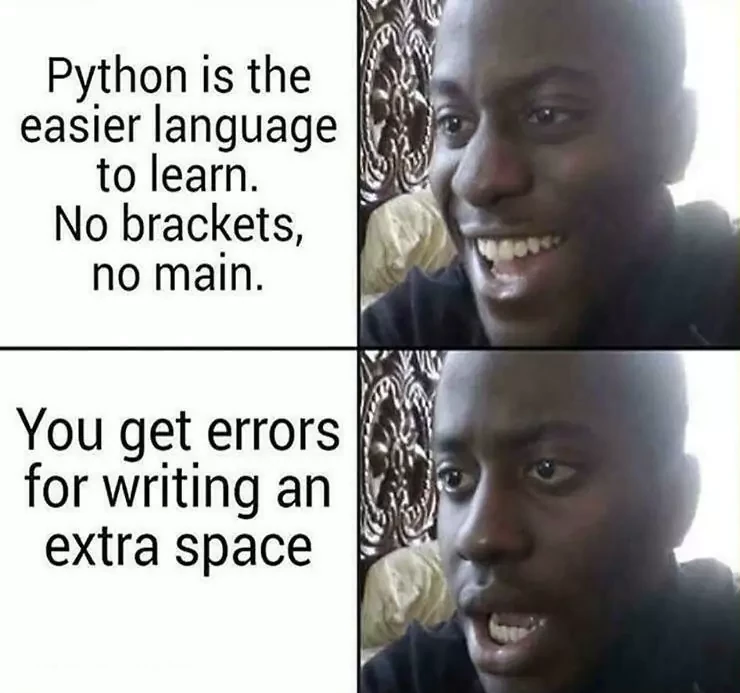 Python is the
easier language
to learn.
No brackets,
no main.
You get errors
for writing an
extra space